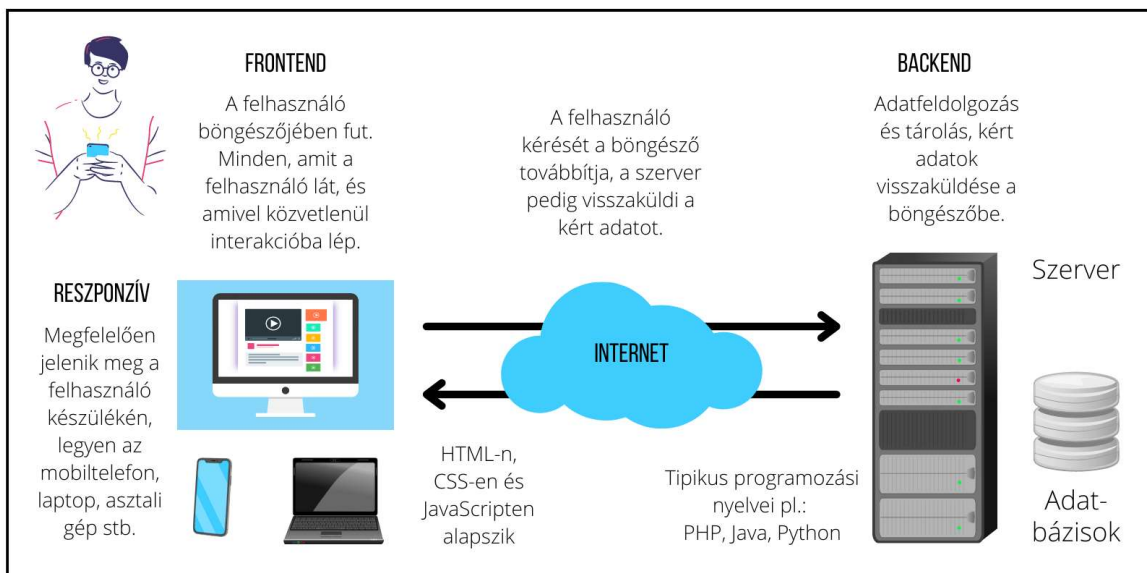 FRONTEND
A felhasználó
böngészőjében fut.
Minden, amit a
felhasználó lát, és
amivel közvetlenül
interakcióba lép.
RESZPONZÍV
Megfelelően
jelenik meg a
felhasználó
készülékén,
legyen az
mobiltelefon,
laptop, asztali
gép stb.
A felhasználó
kérését a böngésző
továbbítja, a szerver
pedig visszaküldi a
kért adatot.
INTERNET
HTML-n,
CSS-en és
JavaScripten
alapszik
Tipikus programozási
nyelvei pl.:
PHP, Java, Python
BACKEND
Adatfeldolgozás
és tárolás, kért
adatok
visszaküldése a
böngészőbe.
Szerver
Adat-
bázisok